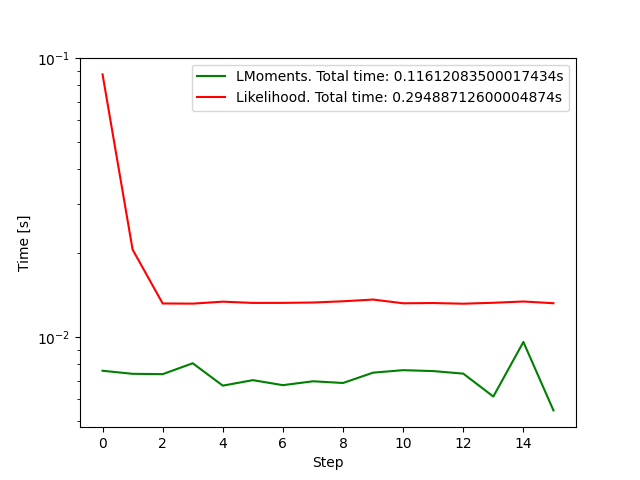 10⁻¹
LMoments. Total time: 0.11612083500017434s
Likelihood. Total time: 0.29488712600004874s
Time [s]
10⁻²
0 2 4 6 8 10 12 14
Step